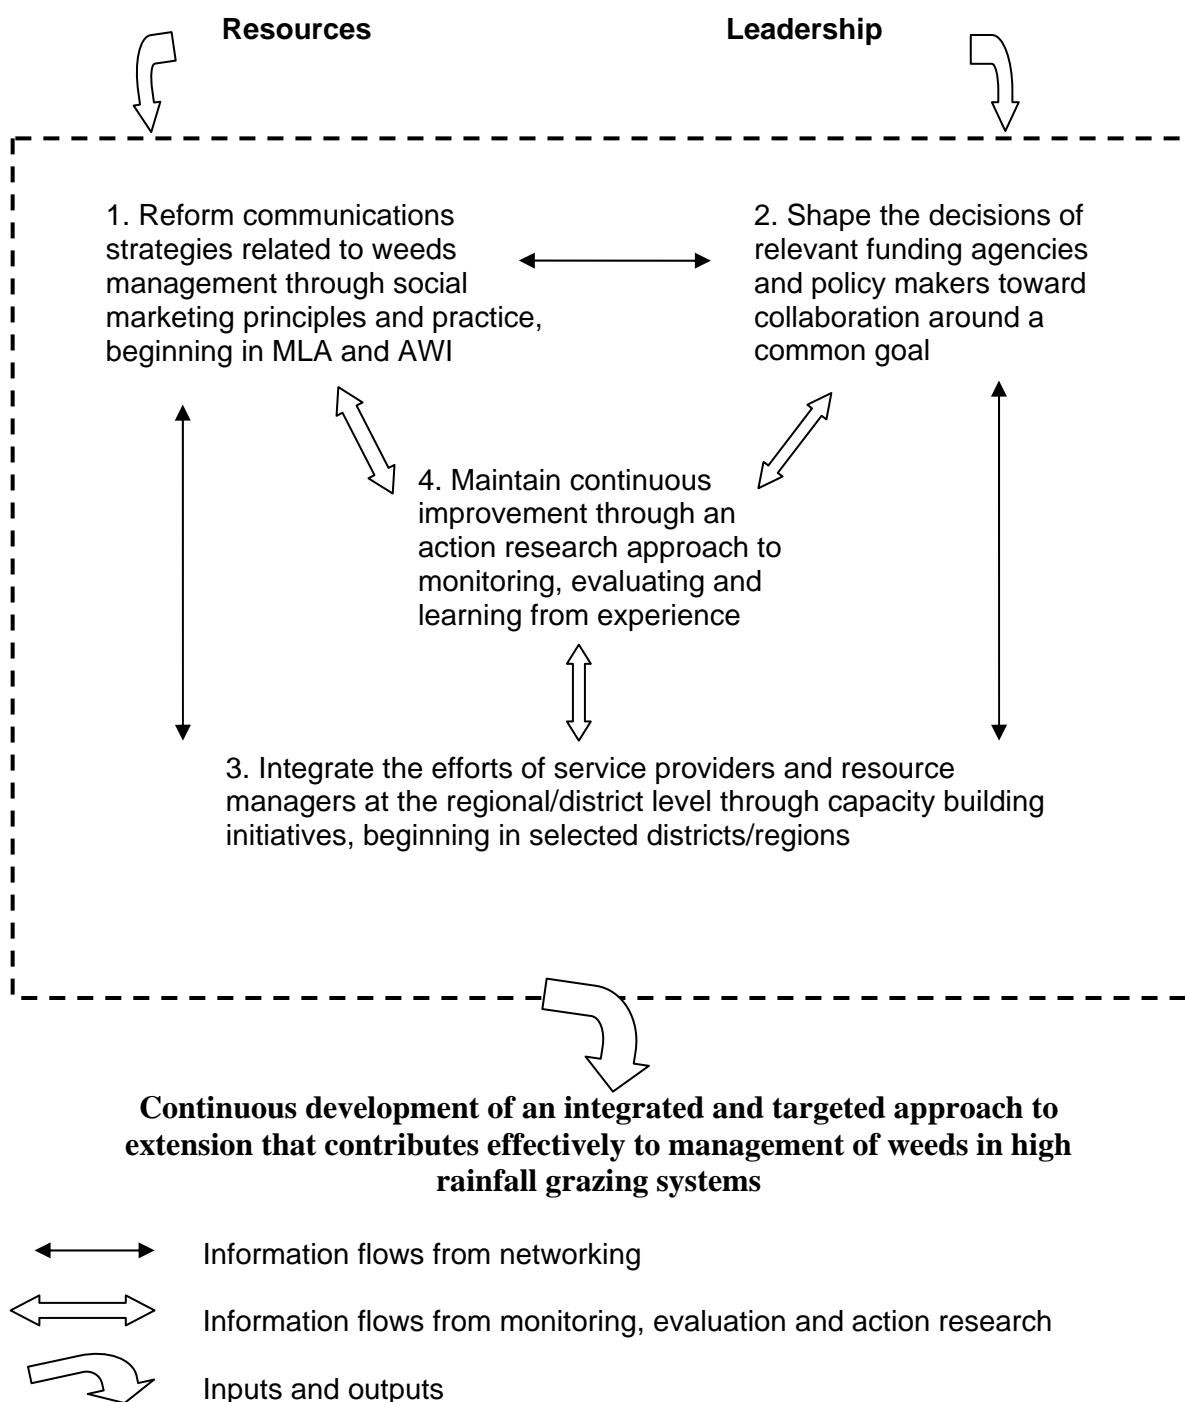 Resources
Leadership
1. Reform communications
strategies related to weeds
management through social
marketing principles and practice,
beginning in MLA and AWI
2. Shape the decisions of
relevant funding agencies
and policy makers toward
collaboration around a
common goal
4. Maintain continuous
improvement through an
action research approach to
monitoring, evaluating and
learning from experience
3. Integrate the efforts of service providers and resource
managers at the regional/district level through capacity building
initiatives, beginning in selected districts/regions
Continuous development of an integrated and targeted approach to
extension that contributes effectively to management of weeds in high
rainfall grazing systems
Information flows from networking
Information flows from monitoring, evaluation and action research
Inputs and outputs